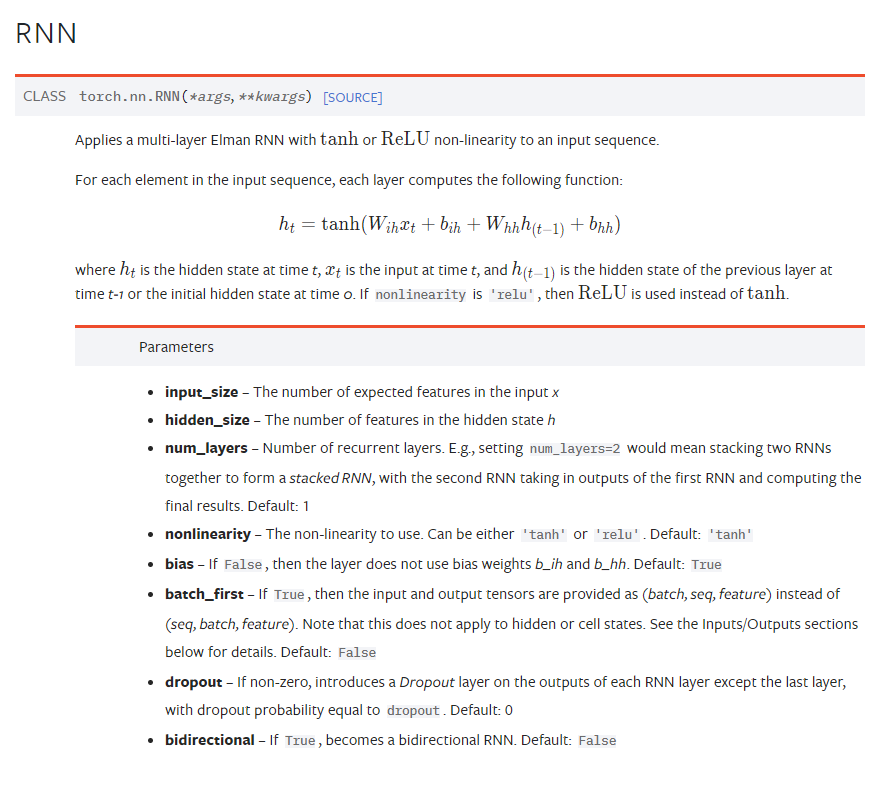 RNN
CLASS torch.nn.RNN(*args, **kwargs) [SOURCE]
Applies a multi-layer Elman RNN with tanh or ReLU non-linearity to an input sequence.
For each element in the input sequence, each layer computes the following function:
h_t = tanh(W_{ih} x_t + b_{ih} + W_{hh} h_{(t−1)} + b_{hh})
where h_t is the hidden state at time t, x_t is the input at time t, and h_{(t−1)} is the hidden state of the previous layer at
time t-1 or the initial hidden state at time 0. If nonlinearity is 'relu', then ReLU is used instead of tanh.
Parameters
• input_size – The number of expected features in the input x
• hidden_size – The number of features in the hidden state h
• num_layers – Number of recurrent layers. E.g., setting num_layers=2 would mean stacking two RNNs
together to form a stacked RNN, with the second RNN taking in outputs of the first RNN and computing the
final results. Default: 1
• nonlinearity – The non-linearity to use. Can be either 'tanh' or 'relu'. Default: 'tanh'
• bias – If False, then the layer does not use bias weights b_ih and b_hh. Default: True
• batch_first – If True, then the input and output tensors are provided as (batch, seq, feature) instead of
(seq, batch, feature). Note that this does not apply to hidden or cell states. See the Inputs/Outputs sections
below for details. Default: False
• dropout – If non-zero, introduces a Dropout layer on the outputs of each RNN layer except the last layer,
with dropout probability equal to dropout. Default: 0
• bidirectional – If True, becomes a bidirectional RNN. Default: False